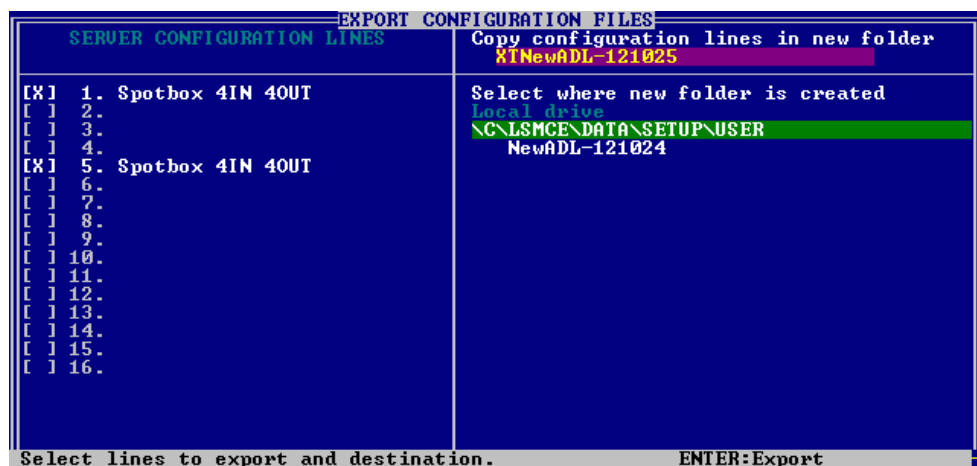 EXPORT CONFIGURATION FILES
SERVER CONFIGURATION LINES
[X] 1. Spotbox 4IN 4OUT
[ ] 2.
[ ] 3.
[ ] 4.
[X] 5. Spotbox 4IN 4OUT
[ ] 6.
[ ] 7.
[ ] 8.
[ ] 9.
[ ] 10.
[ ] 11.
[ ] 12.
[ ] 13.
[ ] 14.
[ ] 15.
[ ] 16.
Copy configuration lines in new folder
XTNewADL-121025
Select where new folder is created
Local drive
\C\LSMCE\DATA\SETUP\USER
NewADL-121024
Select lines to export and destination.
ENTER:Export